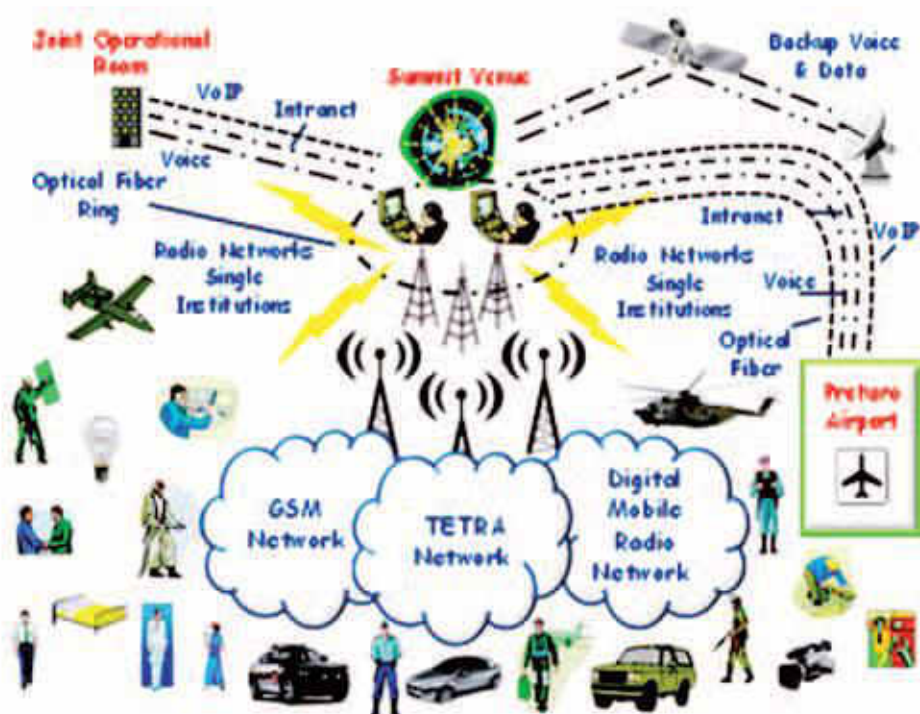 Joint Operational
Room
Summit Venue
Backup Voice
& Data
VoIP
Intranet
Voice
Optical Fiber
Ring
Radio Networks
Single
Institutions
Radio Networks
Single
Institutions
Intranet
VoIP
Voice
Optical
Fiber
Preturo
Airport
GSM
Network
TETRA
Network
Digital
Mobile
Radio
Network